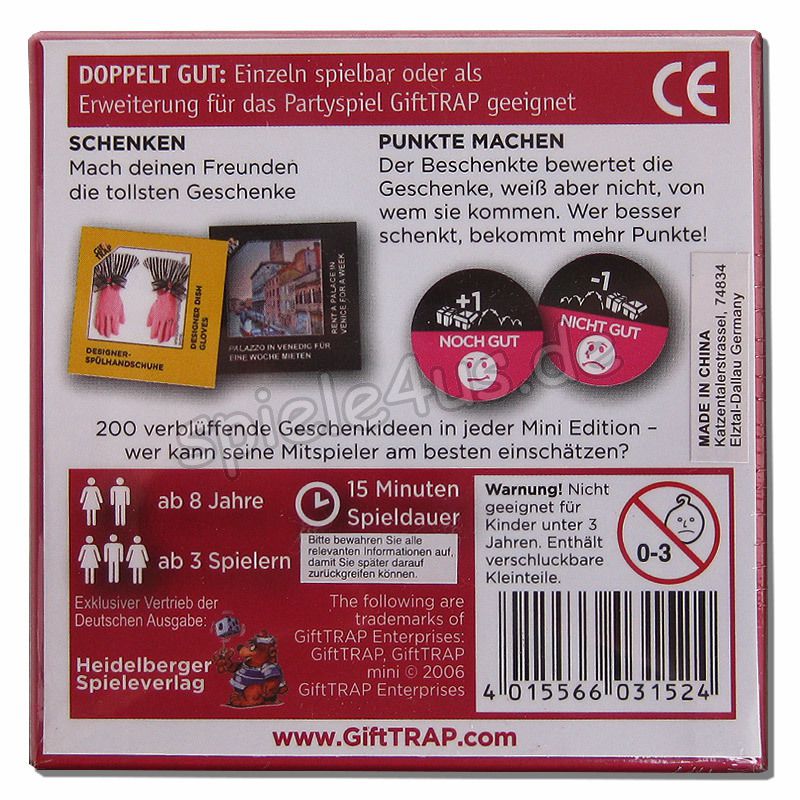 DOPPELT GUT: Einzeln spielbar oder als
Erweiterung für das Partyspiel GiftTRAP geeignet
CE
SCHENKEN
Mach deinen Freunden
die tollsten Geschenke
PUNKTE MACHEN
Der Beschenkte bewertet die
Geschenke, weiß aber nicht, von
wem sie kommen. Wer besser
schenkt, bekommt mehr Punkte!
DESIGNER DISH
GLOVES
DESIGNER-
SPÜLHANDSCHUHE
RENT A PALACE IN
VENICE FOR A WEEK
PALAZZO IN VENEDIG FÜR
EINE WOCHE MIETEN
+1
NOCH GUT
-1
NICHT GUT
MADE IN CHINA
Katzentalerstrassel, 74834
Elztal-Dallau Germany
spiele4us.de
200 verblüffende Geschenkideen in jeder Mini Edition –
wer kann seine Mitspieler am besten einschätzen?
ab 8 Jahre
15 Minuten
Spieldauer
ab 3 Spielern
Bitte bewahren Sie alle
relevanten Informationen auf,
damit Sie später darauf
zurückgreifen können.
Warnung! Nicht
geeignet für
Kinder unter 3
Jahren. Enthält
verschluckbare
Kleinteile.
0-3
Exklusiver Vertrieb der
Deutschen Ausgabe:
Heidelberger
Spieleverlag
The following are
trademarks of
GiftTRAP Enterprises:
GiftTRAP, GiftTRAP
mini © 2006
GiftTRAP Enterprises
4 015566 031524
www.GiftTRAP.com